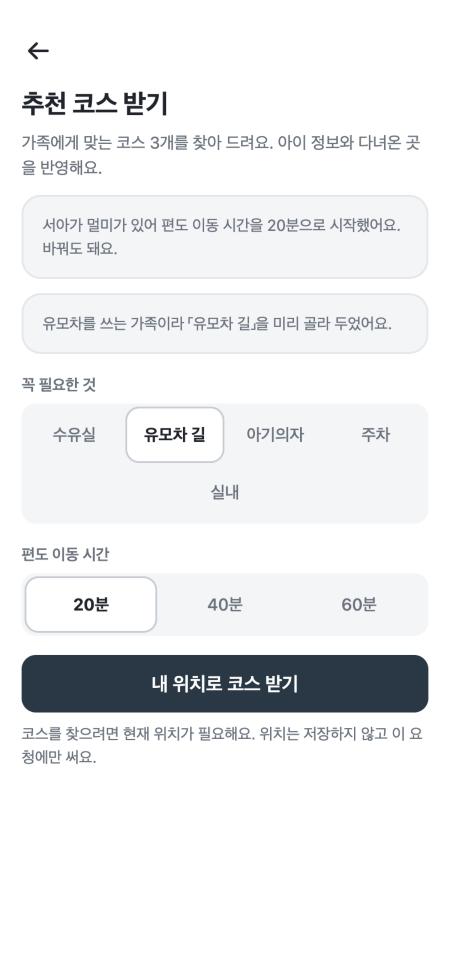 추천 코스 받기
가족에게 맞는 코스 3개를 찾아 드려요. 아이 정보와 다녀온 곳
을 반영해요.
서아가 멀미가 있어 편도 이동 시간을 20분으로 시작했어요.
바꿔도 돼요.
유모차를 쓰는 가족이라 「유모차 길」을 미리 골라 두었어요.
꼭 필요한 것
수유실 유모차 길 아기의자 주차
실내
편도 이동 시간
20분 40분 60분
내 위치로 코스 받기
코스를 찾으려면 현재 위치가 필요해요. 위치는 저장하지 않고 이 요
청에만 써요.